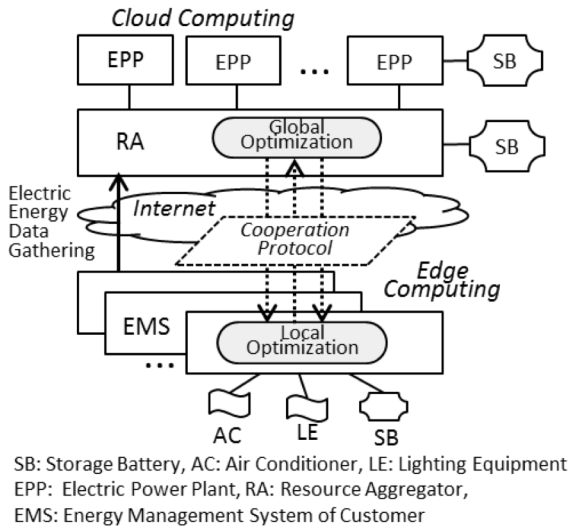 Cloud Computing
EPP
EPP
...
EPP
SB
RA
Global
Optimization
SB
Electric
Energy
Data
Gathering
Internet
Cooperation
Protocol
Edge
Computing
EMS
Local
Optimization
...
AC
LE
SB
SB: Storage Battery, AC: Air Conditioner, LE: Lighting Equipment
EPP: Electric Power Plant, RA: Resource Aggregator,
EMS: Energy Management System of Customer